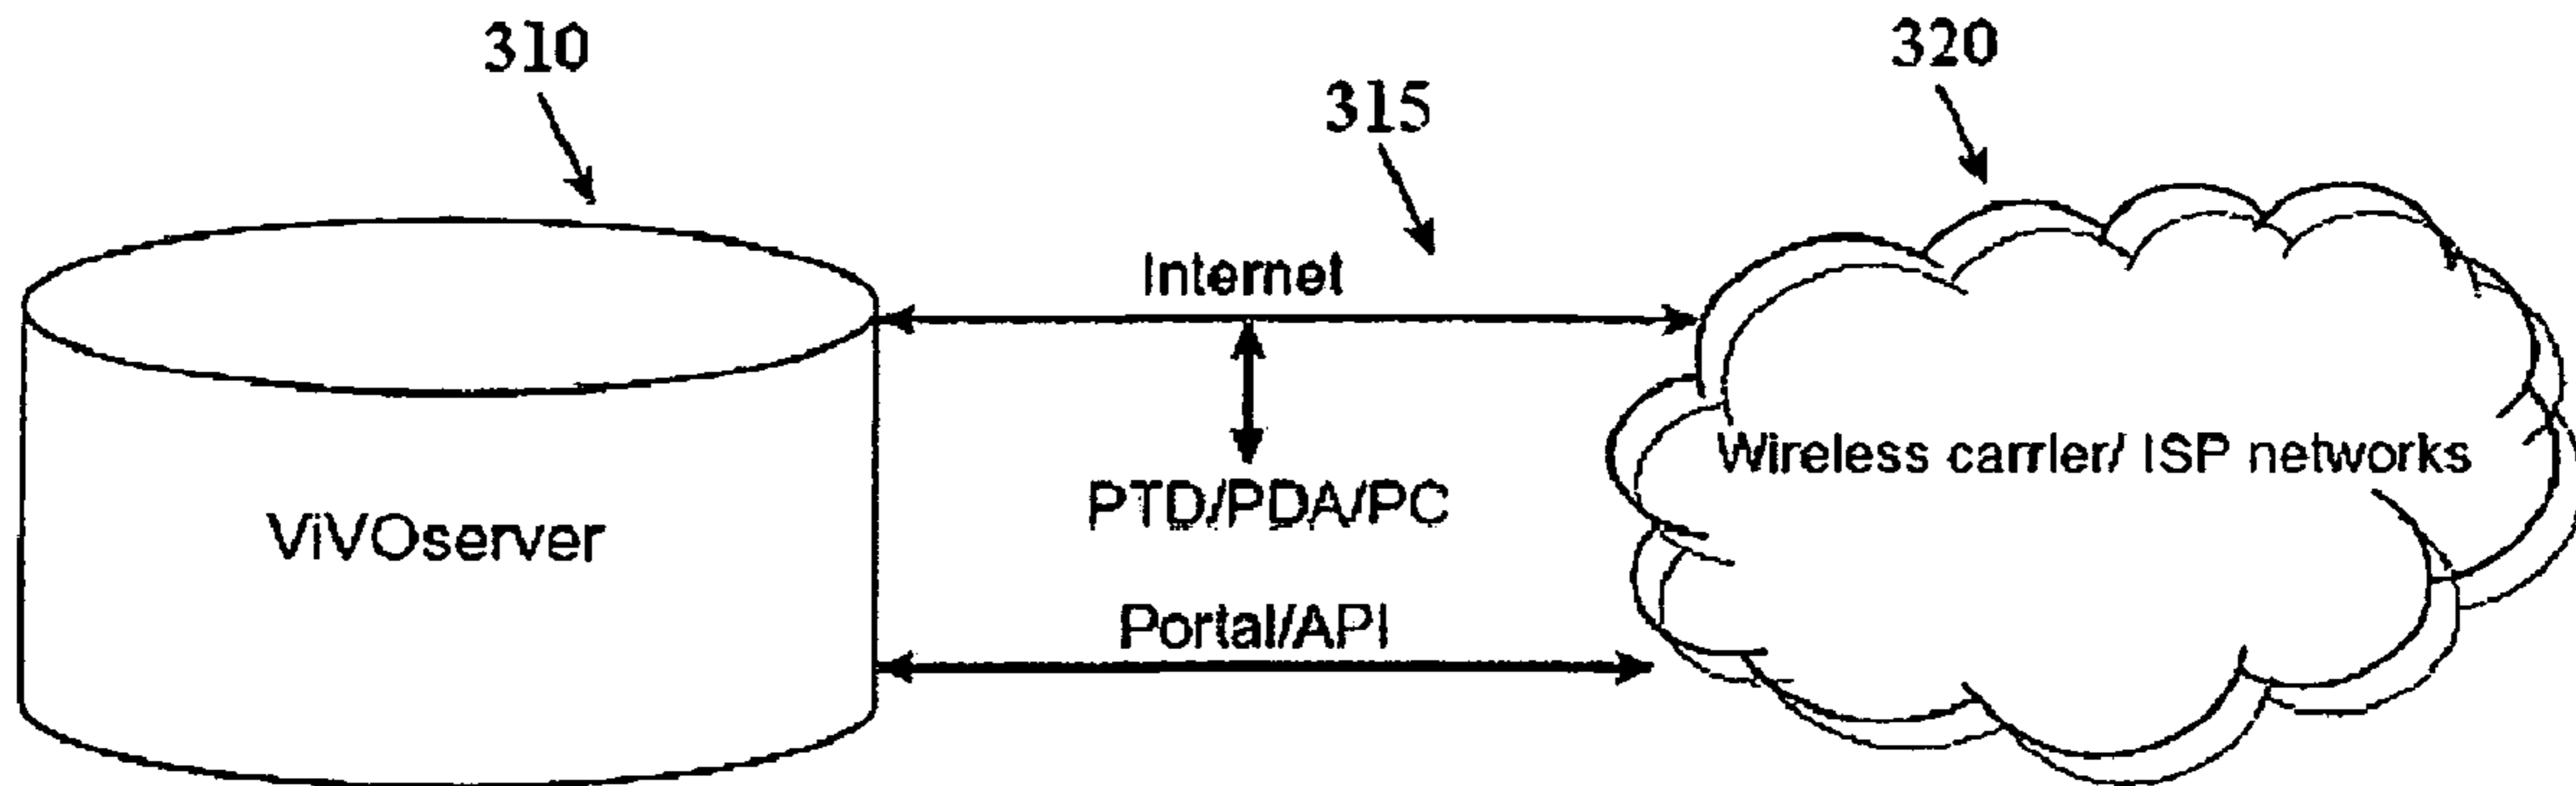 310
315
320
Internet
PTD/PDA/PC
ViVOserver
Portal/API
Wireless carrier/ ISP networks